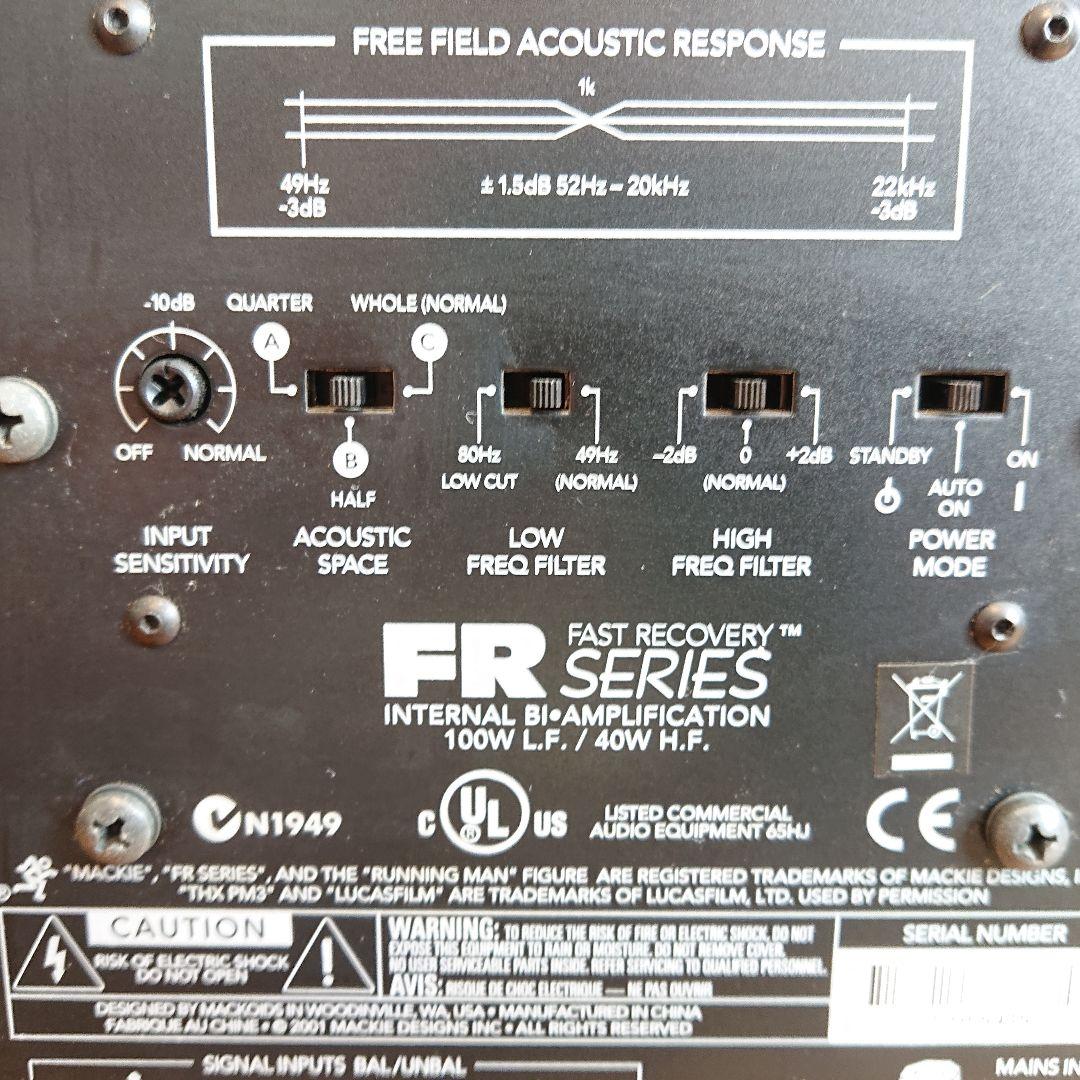 FREE FIELD ACOUSTIC RESPONSE
1k
49Hz
-3dB
±1.5dB 52Hz – 20kHz
22kHz
-3dB
-10dB
QUARTER
WHOLE (NORMAL)
A
C
OFF
NORMAL
B
HALF
80Hz
LOW CUT
49Hz
(NORMAL)
-2dB
0
(NORMAL)
+2dB
STANDBY
AUTO
ON
ON
INPUT
SENSITIVITY
ACOUSTIC
SPACE
LOW
FREQ FILTER
HIGH
FREQ FILTER
POWER
MODE
FR FAST RECOVERY™
SERIES
INTERNAL BI•AMPLIFICATION
100W L.F. / 40W H.F.
N1949
C UL® US
LISTED COMMERCIAL
AUDIO EQUIPMENT 65HJ
CE
® "MACKIE", "FR SERIES", AND THE "RUNNING MAN" FIGURE ARE REGISTERED TRADEMARKS OF MACKIE DESIGNS,
"THX PM3" AND "LUCASFILM" ARE TRADEMARKS OF LUCASFILM, LTD. USED BY PERMISSION
CAUTION
RISK OF ELECTRIC SHOCK
DO NOT OPEN
WARNING: TO REDUCE THE RISK OF FIRE OR ELECTRIC SHOCK, DO NOT
EXPOSE THIS EQUIPMENT TO RAIN OR MOISTURE. DO NOT REMOVE COVER.
NO USER SERVICEABLE PARTS INSIDE. REFER SERVICING TO QUALIFIED PERSONNEL.
AVIS: RISQUE DE CHOC ELECTRIQUE — NE PAS OUVRIR
SERIAL NUMBER
DESIGNED BY MACKOIDS IN WOODINVILLE, WA, USA • MANUFACTURED IN CHINA
FABRIQUE AU CHINE • © 2001 MACKIE DESIGNS INC • ALL RIGHTS RESERVED
SIGNAL INPUTS BAL/UNBAL
MAINS IN